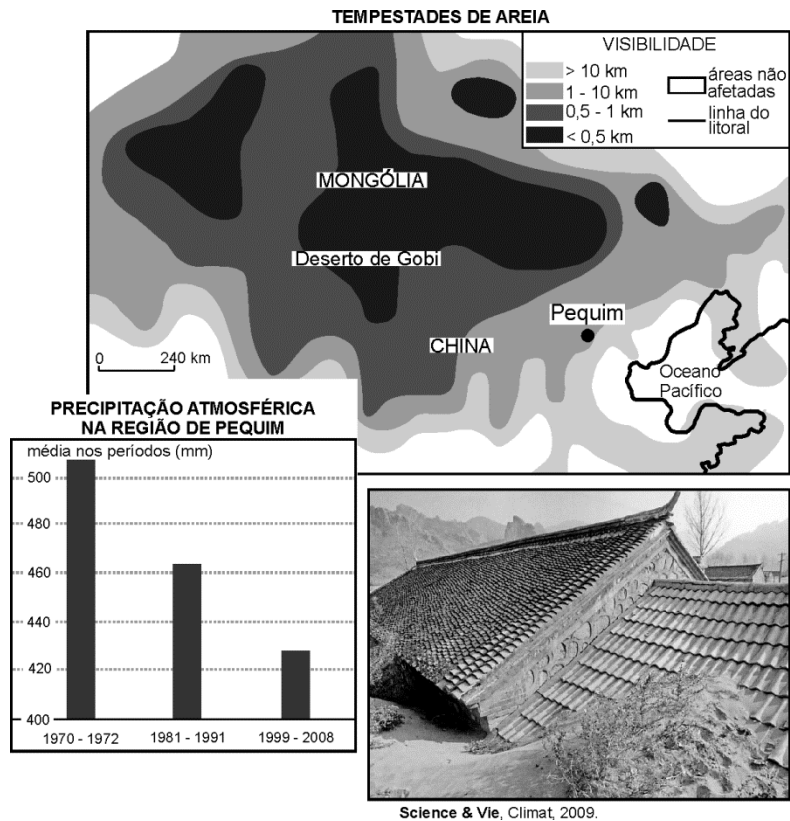 TEMPESTADES DE AREIA
VISIBILIDADE
> 10 km
1 - 10 km
0,5 - 1 km
< 0,5 km
áreas não
afetadas
linha do
litoral
MONGÓLIA
Deserto de Gobi
Pequim
CHINA
0 240 km
Oceano
Pacífico
PRECIPITAÇÃO ATMOSFÉRICA
NA REGIÃO DE PEQUIM
média nos períodos (mm)
500
480
460
440
420
400
1970 - 1972 1981 - 1991 1999 - 2008
Science & Vie, Climat, 2009.